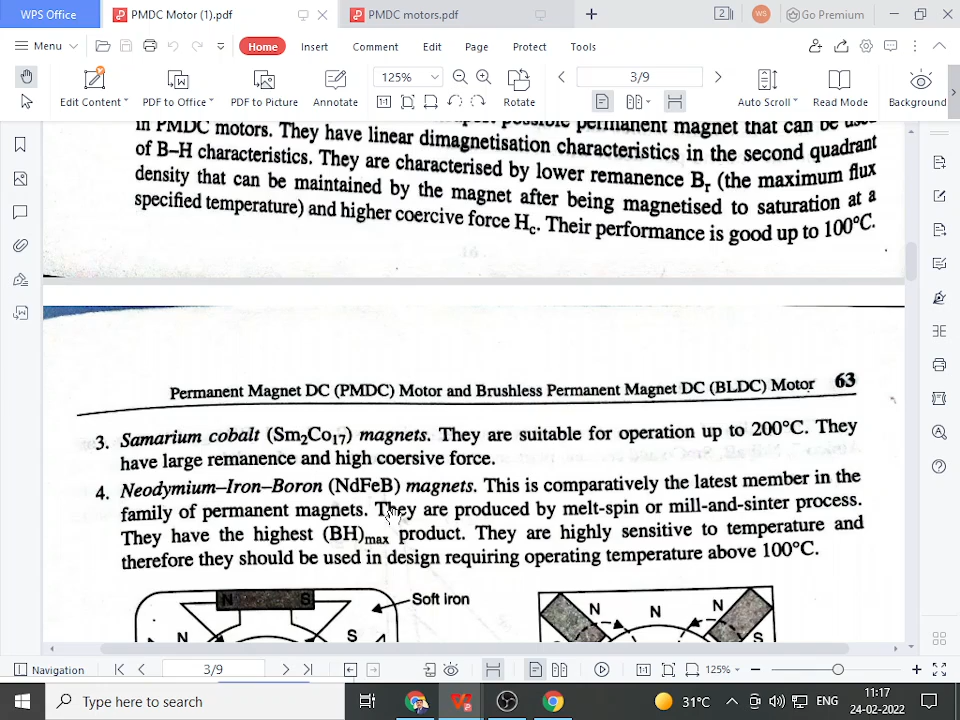 WPS Office
PMDC Motor (1).pdf
PMDC motors.pdf
2
WS
Go Premium
Menu
Home
Insert
Comment
Edit
Page
Protect
Tools
Edit Content
PDF to Office
PDF to Picture
Annotate
125%
Rotate
3/9
Auto Scroll
Read Mode
Background
possible permanent magnet that can be
in PMDC motors. They have linear dimagnetisation characteristics in the second quadrant
of B–H characteristics. They are characterised by lower remanence Br (the maximum flux
density that can be maintained by the magnet after being magnetised to saturation at a
specified temperature) and higher coercive force Hc. Their performance is good up to 100°C.
Permanent Magnet DC (PMDC) Motor and Brushless Permanent Magnet DC (BLDC) Motor 63
3. Samarium cobalt (Sm2Co17) magnets. They are suitable for operation up to 200°C. They
have large remanence and high coersive force.
4. Neodymium–Iron–Boron (NdFeB) magnets. This is comparatively the latest member in the
family of permanent magnets. They are produced by melt-spin or mill-and-sinter process.
They have the highest (BH)max product. They are highly sensitive to temperature and
therefore they should be used in design requiring operating temperature above 100°C.
N S
Soft iron
N S
N N N
S
Navigation
3/9
125%
Type here to search
31°C
ENG
11:17
24-02-2022